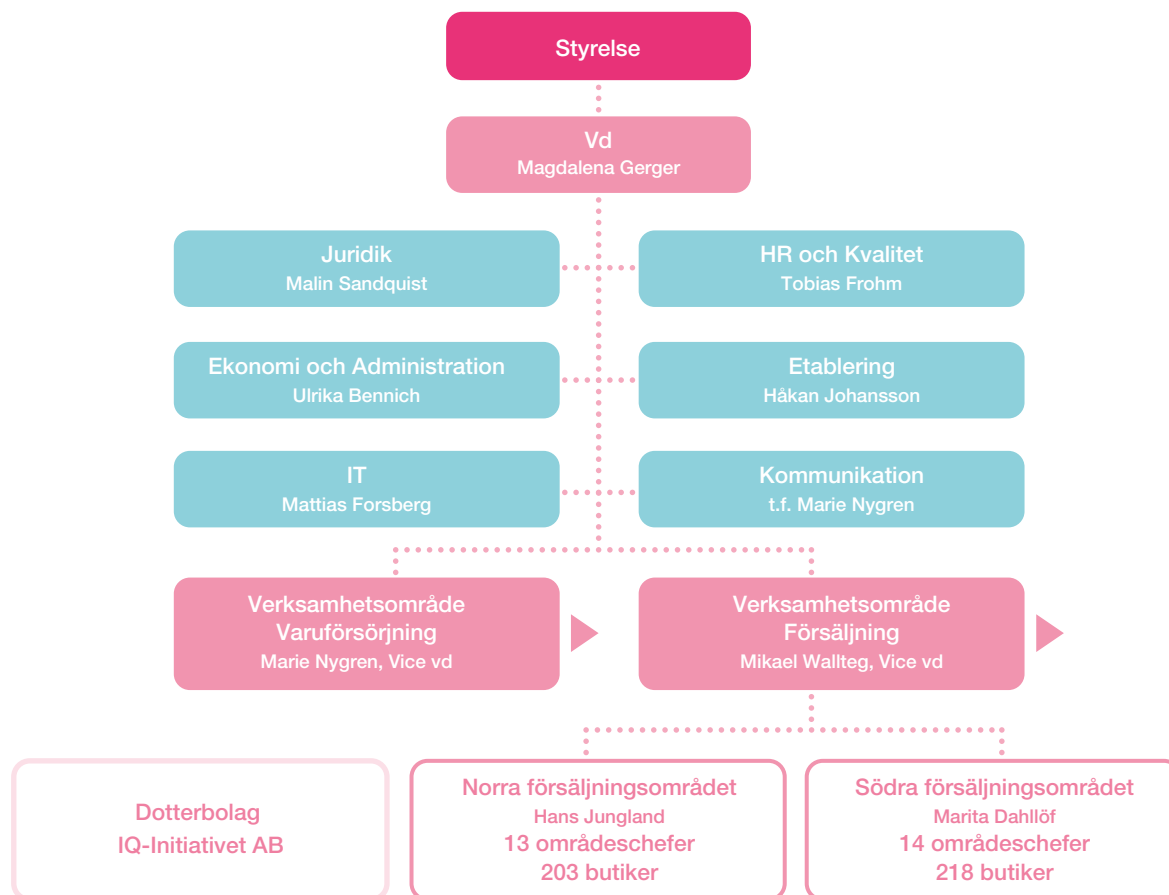 Styrelse
Vd
Magdalena Gerger
Juridik
Malin Sandquist
HR och Kvalitet
Tobias Frohm
Ekonomi och Administration
Ulrika Bennich
Etablering
Håkan Johansson
IT
Mattias Forsberg
Kommunikation
t.f. Marie Nygren
Verksamhetsområde
Varuförsörjning
Marie Nygren, Vice vd
Verksamhetsområde
Försäljning
Mikael Wallteg, Vice vd
Dotterbolag
IQ-Initiativet AB
Norra försäljningsområdet
Hans Jungland
13 områdeschefer
203 butiker
Södra försäljningsområdet
Marita Dahllöf
14 områdeschefer
218 butiker